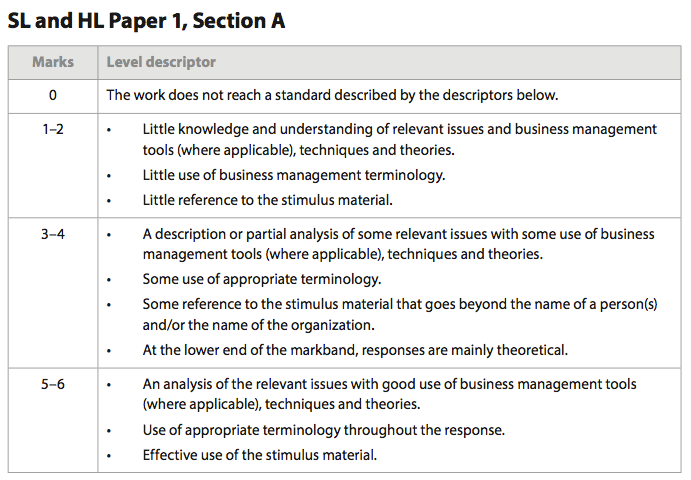 SL and HL Paper 1, Section A
Marks Level descriptor
0 The work does not reach a standard described by the descriptors below.
1–2 • Little knowledge and understanding of relevant issues and business management
tools (where applicable), techniques and theories.
• Little use of business management terminology.
• Little reference to the stimulus material.
3–4 • A description or partial analysis of some relevant issues with some use of business
management tools (where applicable), techniques and theories.
• Some use of appropriate terminology.
• Some reference to the stimulus material that goes beyond the name of a person(s)
and/or the name of the organization.
• At the lower end of the markband, responses are mainly theoretical.
5–6 • An analysis of the relevant issues with good use of business management tools
(where applicable), techniques and theories.
• Use of appropriate terminology throughout the response.
• Effective use of the stimulus material.